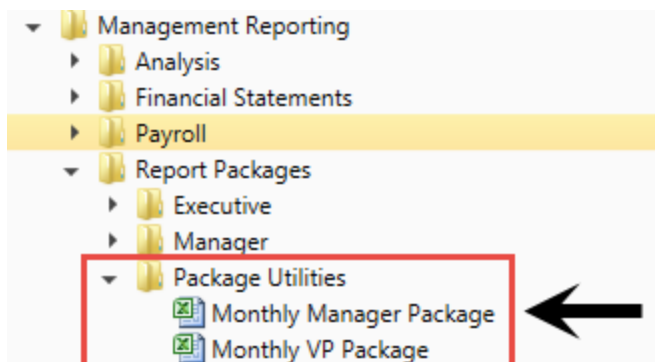 Management Reporting
Analysis
Financial Statements
Payroll
Report Packages
Executive
Manager
Package Utilities
Monthly Manager Package
Monthly VP Package